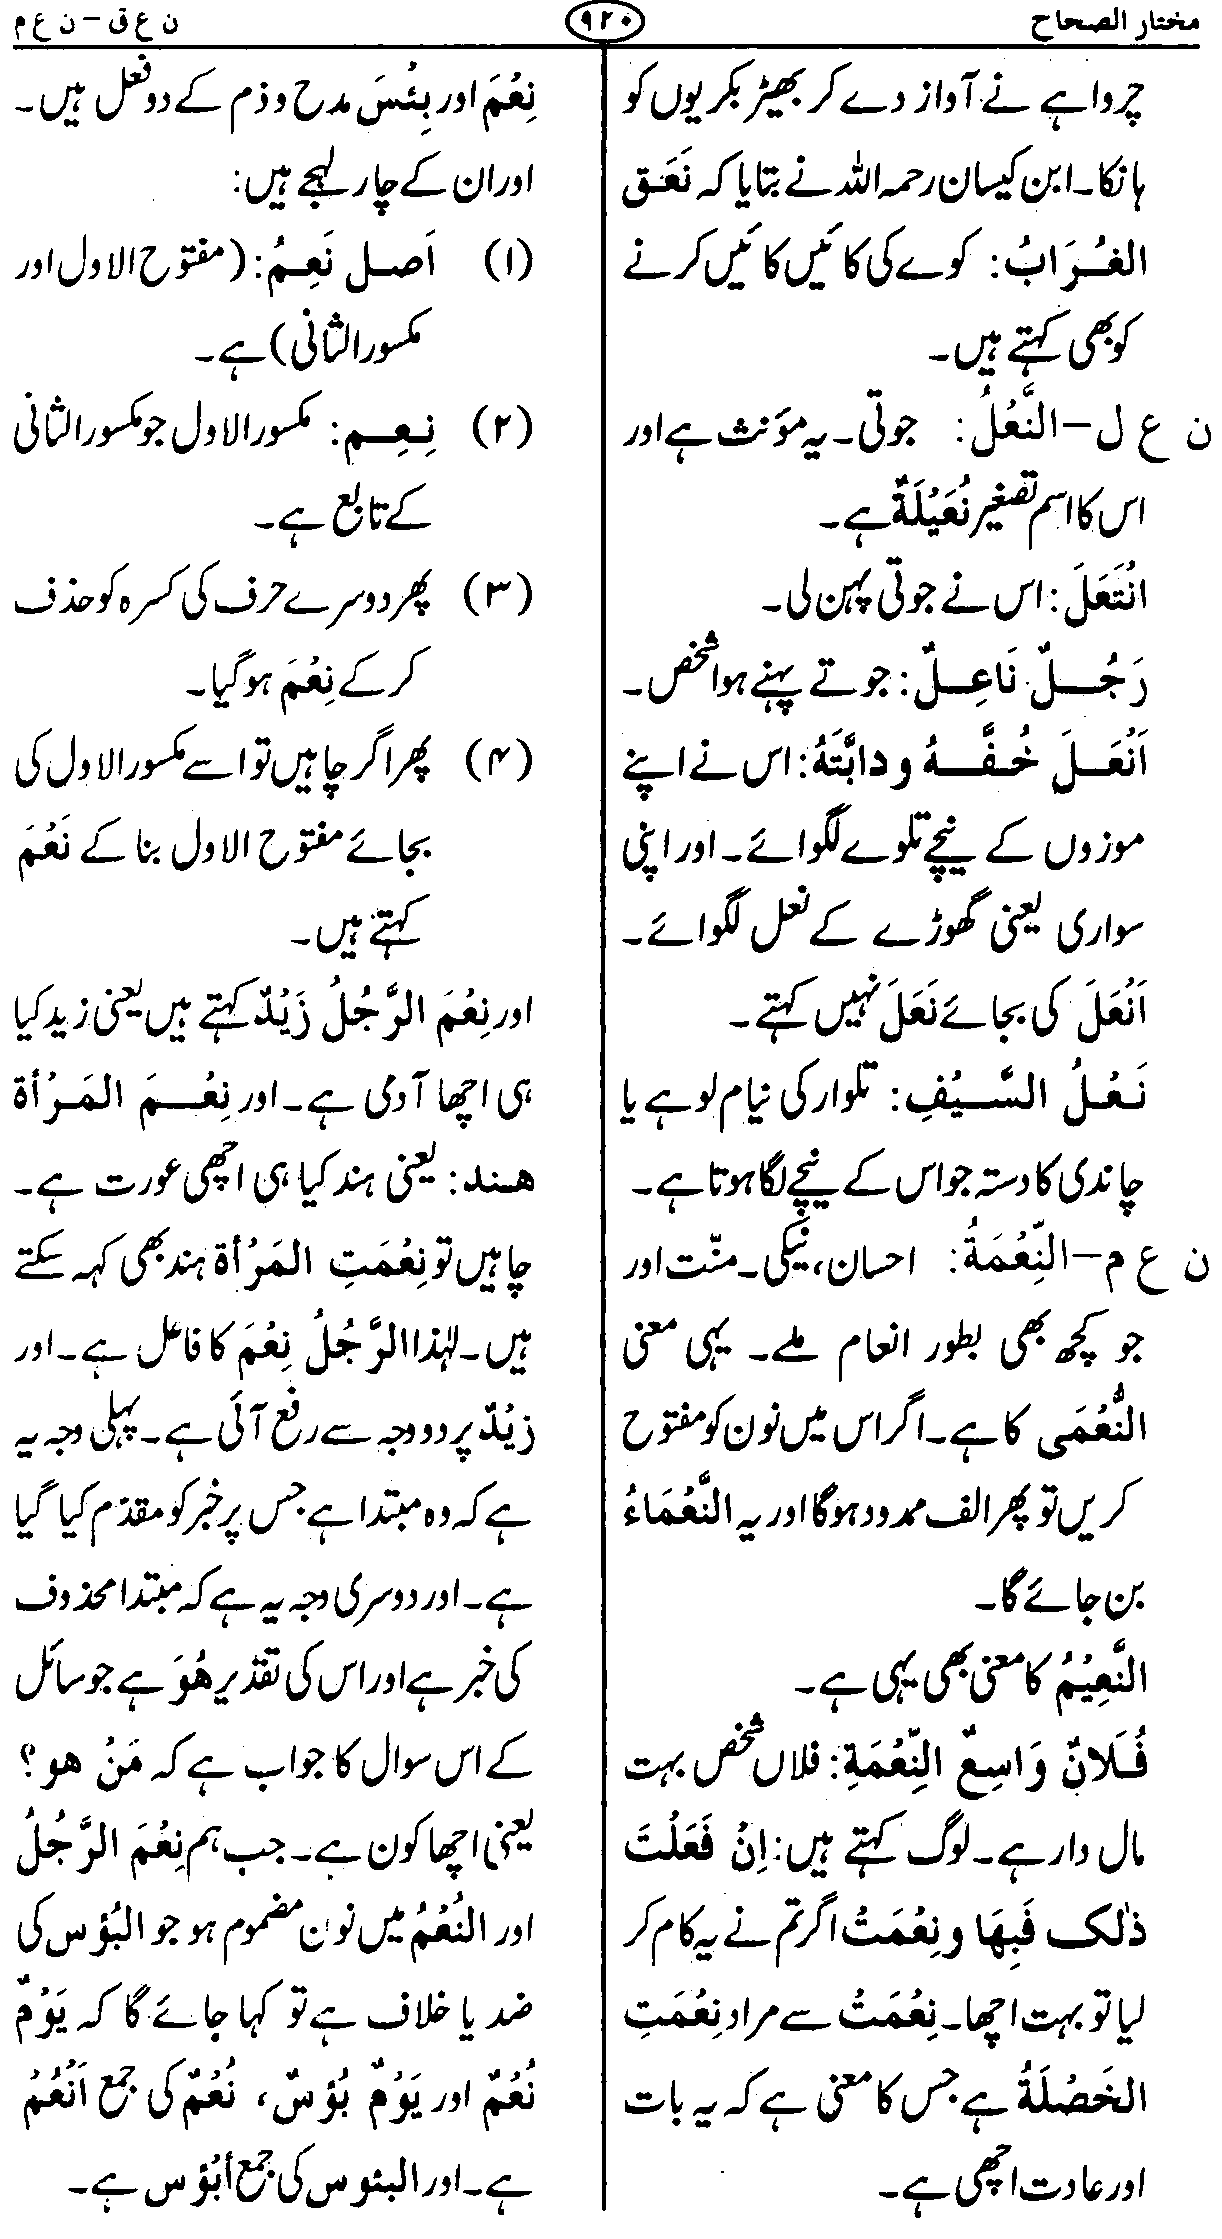 مختار الصحاح
۹۲۰
ن ع ق – ن ع م
چرواہے نے آواز دے کر بھیڑ بکریوں کو
ہانکا۔ ابن کیسان رحمہ اللہ نے بتایا کہ نَعَق
الغُرَابُ: کوے کی کائیں کائیں کرنے
کو بھی کہتے ہیں۔
ن ع ل – النَّعْلُ: جوتی۔ یہ مؤنث ہے اور
اس کا اسم تصغیر نُعَيْلَةٌ ہے۔
انْتَعَلَ: اس نے جوتی پہن لی۔
رَجُلٌ نَاعِلٌ: جوتے پہنے ہوا شخص۔
اَنْعَلَ خُفَّهُ و دابَّتَهُ: اس نے اپنے
موزوں کے نیچے تلوے لگوائے۔ اور اپنی
سواری یعنی گھوڑے کے نعل لگوائے۔
اَنْعَلَ کی بجائے نَعَلَ نہیں کہتے۔
نَعْلُ السَّيْفِ: تلوار کی نیام لوہے یا
چاندی کا دستہ جو اس کے نیچے لگا ہوتا ہے۔
ن ع م – النِّعْمَةُ: احسان، نیکی۔ منّت اور
جو کچھ بھی بطور انعام ملے۔ یہی معنی
النُّعْمَى کا ہے۔ اگر اس میں نون کو مفتوح
کریں تو پھر الف ممدود ہوگا اور یہ النَّعْمَاءُ
بن جائے گا۔
النَّعِيْمُ کا معنی بھی یہی ہے۔
فُلَانٌ وَاسِعُ النِّعْمَةِ: فلاں شخص بہت
مال دار ہے۔ لوگ کہتے ہیں: اِنْ فَعَلْتَ
ذٰلک فَبِهَا و نِعْمَتْ اگر تم نے یہ کام کر
لیا تو بہت اچھا۔ نِعْمَتْ سے مراد نِعْمَتِ
الخَصْلَةُ ہے جس کا معنی ہے کہ یہ بات
اور عادت اچھی ہے۔
نِعْمَ اور بِئْسَ مدح و ذم کے دو فعل ہیں۔
اور ان کے چار لہجے ہیں:
(۱) اَصل نَعِمُ: (مفتوح الاول اور
مکسور الثانی) ہے۔
(۲) نِعِم: مکسور الاول جو مکسور الثانی
کے تابع ہے۔
(۳) پھر دوسرے حرف کی کسرہ کو حذف
کر کے نِعْمَ ہو گیا۔
(۴) پھر اگر چاہیں تو اسے مکسور الاول کی
بجائے مفتوح الاول بنا کے نَعْمَ
کہتے ہیں۔
اور نِعْمَ الرَّجُلُ زَيْدٌ کہتے ہیں یعنی زید کیا
ہی اچھا آدمی ہے۔ اور نِعْمَ المَرْأة
هند: یعنی ہند کیا ہی اچھی عورت ہے۔
چاہیں تو نِعْمَتِ المَرْأة ہند بھی کہہ سکتے
ہیں۔ لہٰذا الرَّجُلُ نِعْمَ کا فاعل ہے۔ اور
زَيْدٌ پر دو وجہ سے رفع آئی ہے۔ پہلی وجہ یہ
ہے کہ وہ مبتدا ہے جس پر خبر کو مقدّم کیا گیا
ہے۔ اور دوسری وجہ یہ ہے کہ مبتدا محذوف
کی خبر ہے اور اس کی تقدیر هُوَ ہے جو سائل
کے اس سوال کا جواب ہے کہ مَنْ هو؟
یعنی اچھا کون ہے۔ جب ہم نِعْمَ الرَّجُلُ
اور النُعْمُ میں نون مضموم ہو جو البُؤس کی
ضد یا خلاف ہے تو کہا جائے گا کہ يَوْمٌ
نُعْمٌ اور يَوْمٌ بُؤسٌ، نُعْمٌ کی جمع اَنْعُمْ
ہے۔ اور البئوس کی جمع أَبْؤس ہے۔